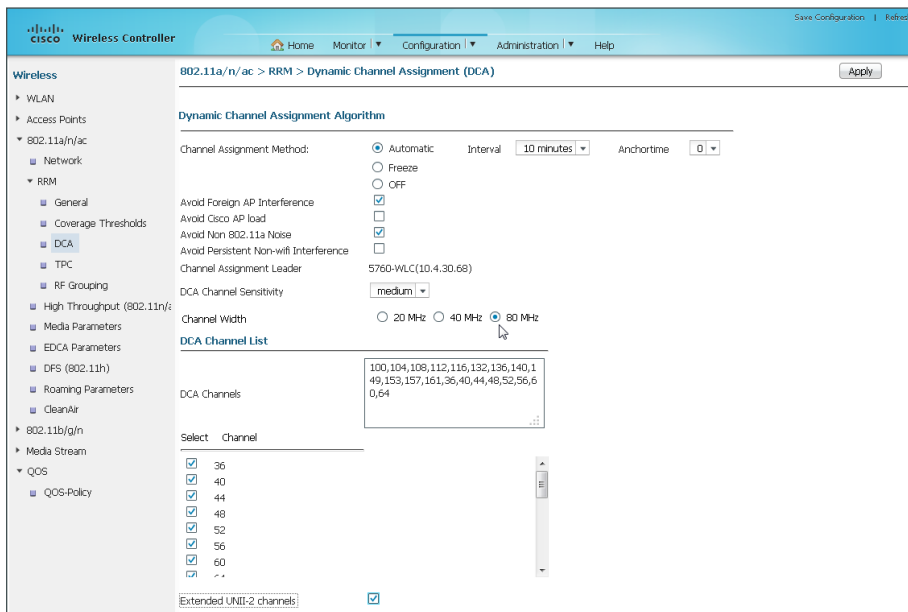 Save Configuration | Refres
CISCO Wireless Controller
Home Monitor Configuration Administration Help
Wireless
WLAN
Access Points
802.11a/n/ac
Network
RRM
General
Coverage Thresholds
DCA
TPC
RF Grouping
High Throughput (802.11n/a
Media Parameters
EDCA Parameters
DFS (802.11h)
Roaming Parameters
CleanAir
802.11b/g/n
Media Stream
QOS
QOS-Policy
802.11a/n/ac > RRM > Dynamic Channel Assignment (DCA)
Apply
Dynamic Channel Assignment Algorithm
Channel Assignment Method: Automatic Interval 10 minutes Anchortime 0
Freeze
OFF
Avoid Foreign AP Interference
Avoid Cisco AP load
Avoid Non 802.11a Noise
Avoid Persistent Non-wifi Interference
Channel Assignment Leader 5760-WLC(10.4.30.68)
DCA Channel Sensitivity medium
Channel Width 20 MHz 40 MHz 80 MHz
DCA Channel List
DCA Channels
100,104,108,112,116,132,136,140,1
49,153,157,161,36,40,44,48,52,56,6
0,64
Select Channel
36
40
44
48
52
56
60
Extended UNII-2 channels